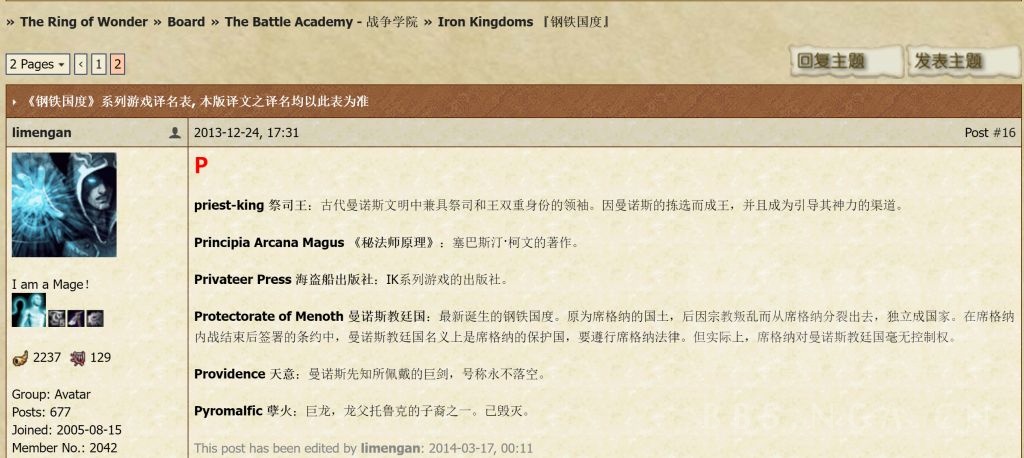 » The Ring of Wonder » Board » The Battle Academy - 战争学院 » Iron Kingdoms 『钢铁国度』
2 Pages ‹ 1 2
回复主题 发表主题
《钢铁国度》系列游戏译名表, 本版译文之译名均以此表为准
limengan 2013-12-24, 17:31 Post #16
P
priest-king 祭司王：古代曼诺斯文明中兼具祭司和王双重身份的领袖。因曼诺斯的拣选而成王，并且成为引导其神力的渠道。
Principia Arcana Magus 《秘法师原理》：塞巴斯汀·柯文的著作。
Privateer Press 海盗船出版社：IK系列游戏的出版社。
Protectorate of Menoth 曼诺斯教廷国：最新诞生的钢铁国度。原为席格纳的国土，后因宗教叛乱而从席格纳分裂出去，独立成国家。在席格纳
内战结束后签署的条约中，曼诺斯教廷国名义上是席格纳的保护国，要遵行席格纳法律。但实际上，席格纳对曼诺斯教廷国毫无控制权。
Providence 天意：曼诺斯先知所佩戴的巨剑，号称永不落空。
Pyromalfic 孽火：巨龙，龙父托鲁克的子裔之一。已毁灭。
This post has been edited by limengan: 2014-03-17, 00:11
I am a Mage！
2237 129
Group: Avatar
Posts: 677
Joined: 2005-08-15
Member No.: 2042